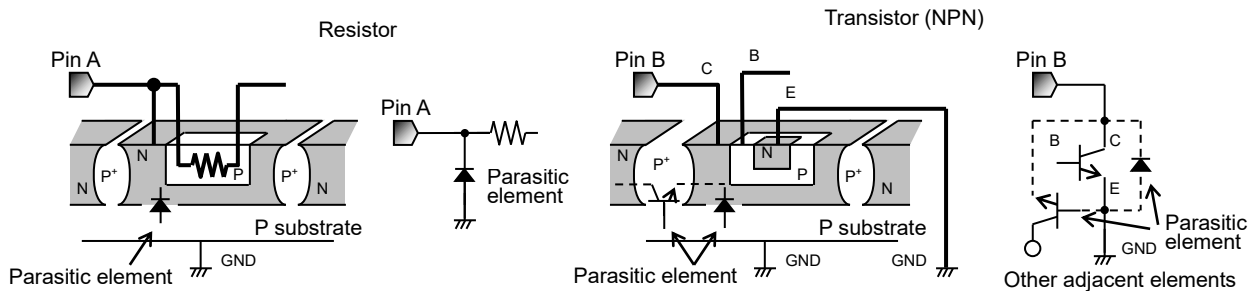 Resistor
Transistor (NPN)
Pin A
Pin A
N
N
P+
P
P+
N
Parasitic
element
P substrate
GND
Parasitic element
Pin B
C
B
E
N
N
P+
N
P
P+
N
P substrate
GND
GND
Parasitic element
Pin B
B
C
E
Parasitic
element
GND
Other adjacent elements